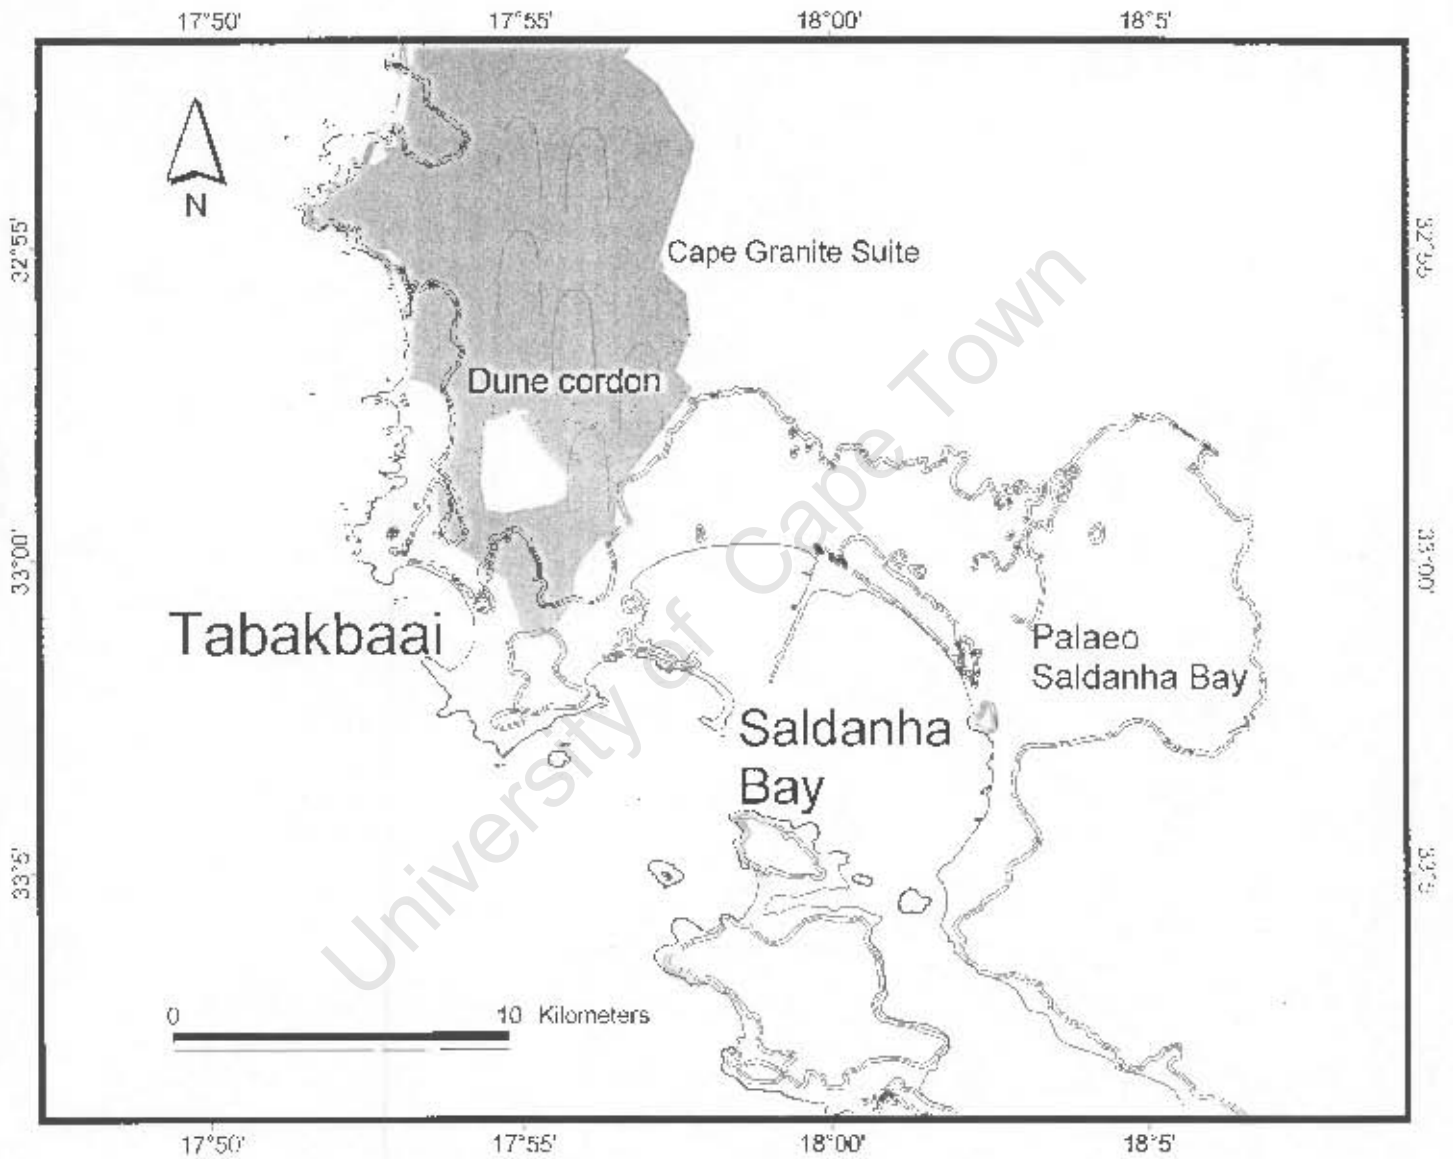 17°50' 17°55' 18°00' 18°5'
N
32°55' 32°55'
Cape Granite Suite
Dune cordon
33°00' 33°00'
Tabakbaai
Palaeo
Saldanha Bay
Saldanha
Bay
33°5' 33°5'
0 10 Kilometers
17°50' 17°55' 18°00' 18°5'
University of Cape Town